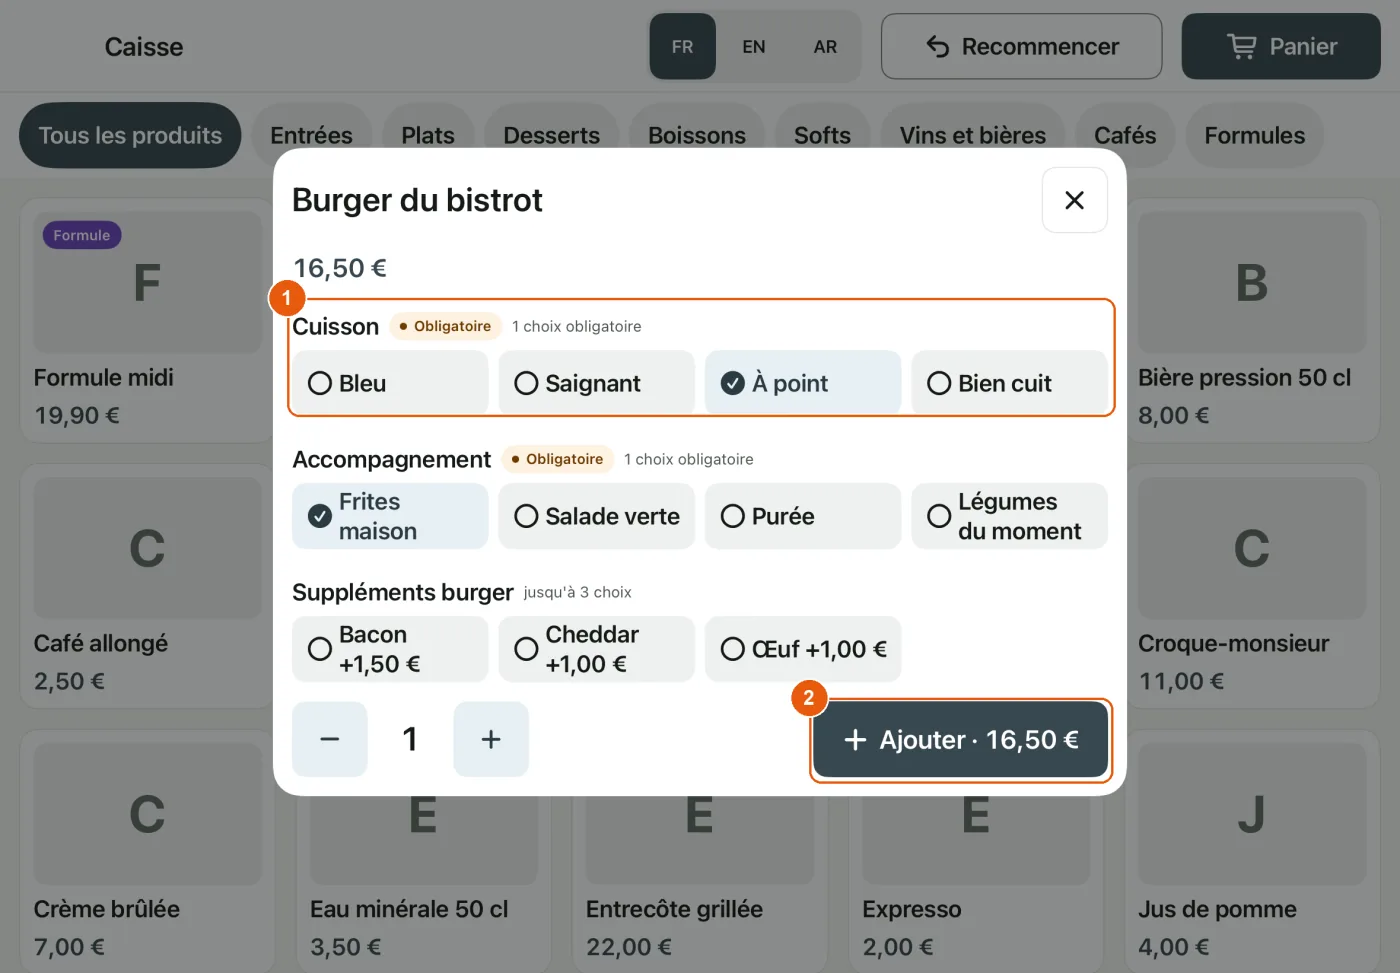 Caisse
FR
EN
AR
Recommencer
Panier
Tous les produits
Entrées
Plats
Desserts
Boissons
Softs
Vins et bières
Cafés
Formules
Burger du bistrot
16,50 €
1
Cuisson
Obligatoire
1 choix obligatoire
Bleu
Saignant
À point
Bien cuit
Accompagnement
Obligatoire
1 choix obligatoire
Frites
maison
Salade verte
Purée
Légumes
du moment
Suppléments burger
jusqu'à 3 choix
Bacon
+1,50 €
Cheddar
+1,00 €
Œuf +1,00 €
2
−
1
+
+ Ajouter · 16,50 €
Formule
F
Formule midi
19,90 €
B
Bière pression 50 cl
8,00 €
C
Café allongé
2,50 €
C
Croque-monsieur
11,00 €
C
Crème brûlée
7,00 €
E
Eau minérale 50 cl
3,50 €
E
Entrecôte grillée
22,00 €
E
Expresso
2,00 €
J
Jus de pomme
4,00 €